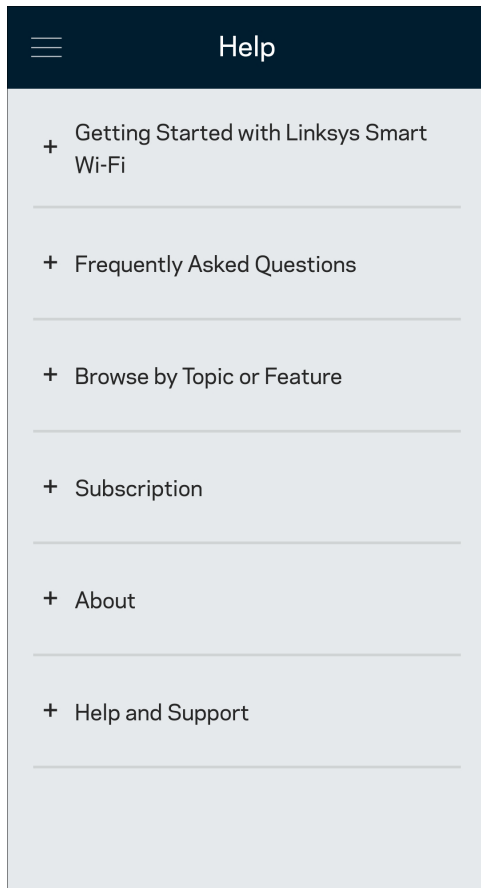 Help
+ Getting Started with Linksys Smart
Wi-Fi
+ Frequently Asked Questions
+ Browse by Topic or Feature
+ Subscription
+ About
+ Help and Support